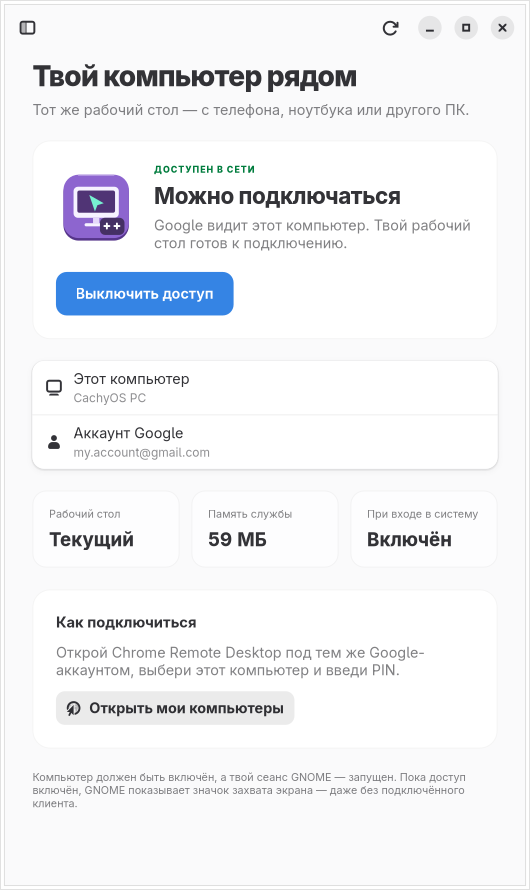 Твой компьютер рядом
Тот же рабочий стол — с телефона, ноутбука или другого ПК.
ДОСТУПЕН В СЕТИ
Можно подключаться
Google видит этот компьютер. Твой рабочий
стол готов к подключению.
Выключить доступ
Этот компьютер
CachyOS PC
Аккаунт Google
my.account@gmail.com
Рабочий стол
Текущий
Память службы
59 МБ
При входе в систему
Включён
Как подключиться
Открой Chrome Remote Desktop под тем же Google-
аккаунтом, выбери этот компьютер и введи PIN.
Открыть мои компьютеры
Компьютер должен быть включён, а твой сеанс GNOME — запущен. Пока доступ
включён, GNOME показывает значок захвата экрана — даже без подключённого
клиента.